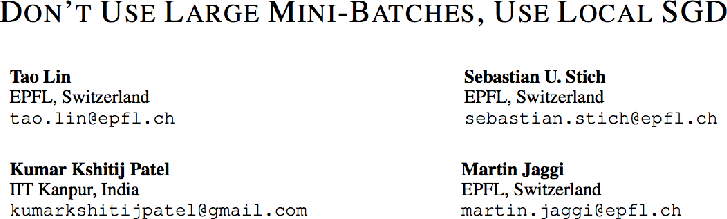 DON'T USE LARGE MINI-BATCHES, USE LOCAL SGD
Tao Lin
EPFL, Switzerland
tao.lin@epfl.ch
Sebastian U. Stich
EPFL, Switzerland
sebastian.stich@epfl.ch
Kumar Kshitij Patel
IIT Kanpur, India
kumarkshitijpatel@gmail.com
Martin Jaggi
EPFL, Switzerland
martin.jaggi@epfl.ch